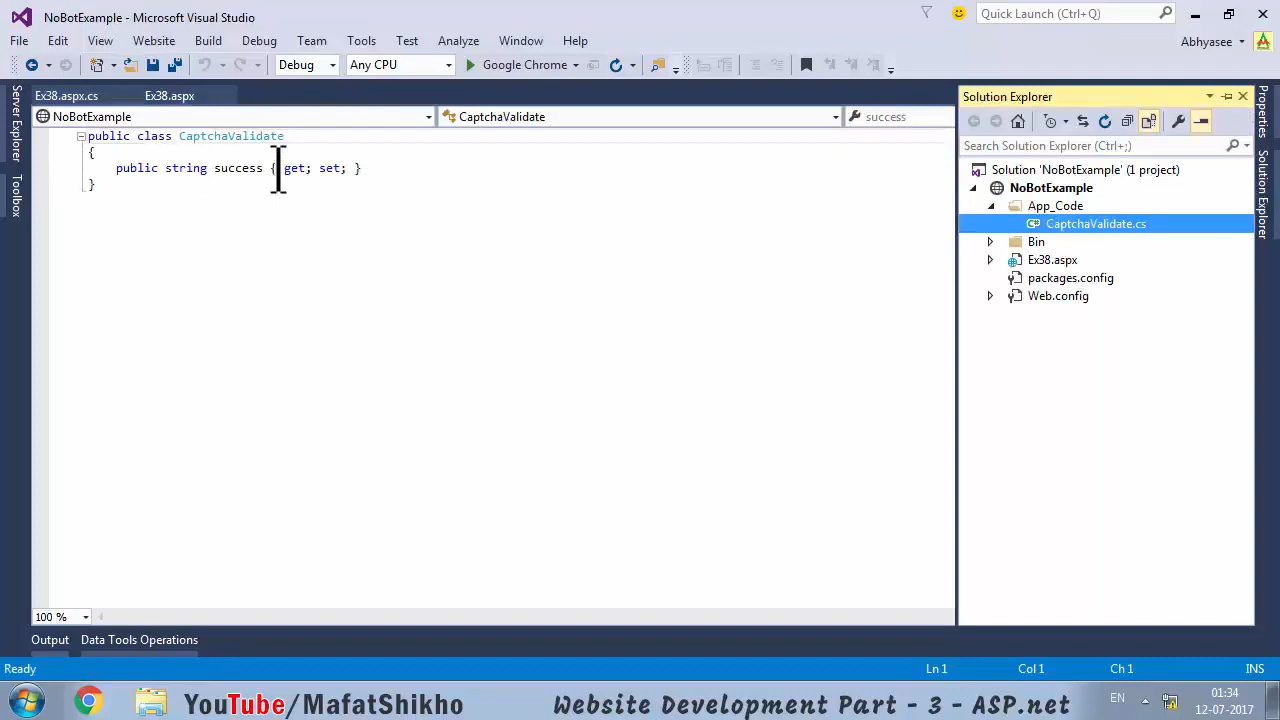 NoBotExample - Microsoft Visual Studio
Quick Launch (Ctrl+Q)
File Edit View Website Build Debug Team Tools Test Analyze Window Help
Abhyasee
Debug Any CPU Google Chrome
Ex38.aspx.cs Ex38.aspx
NoBotExample CaptchaValidate success
public class CaptchaValidate
{
public string success { get; set; }
}
Server Explorer
Toolbox
Solution Explorer
Search Solution Explorer (Ctrl+;)
Solution 'NoBotExample' (1 project)
NoBotExample
App_Code
CaptchaValidate.cs
Bin
Ex38.aspx
packages.config
Web.config
Properties
Solution Explorer
100 %
Output Data Tools Operations
Ready Ln 1 Col 1 Ch 1 INS
YouTube/MafatShikho Website Development Part - 3 - ASP.net
EN
01:34
12-07-2017